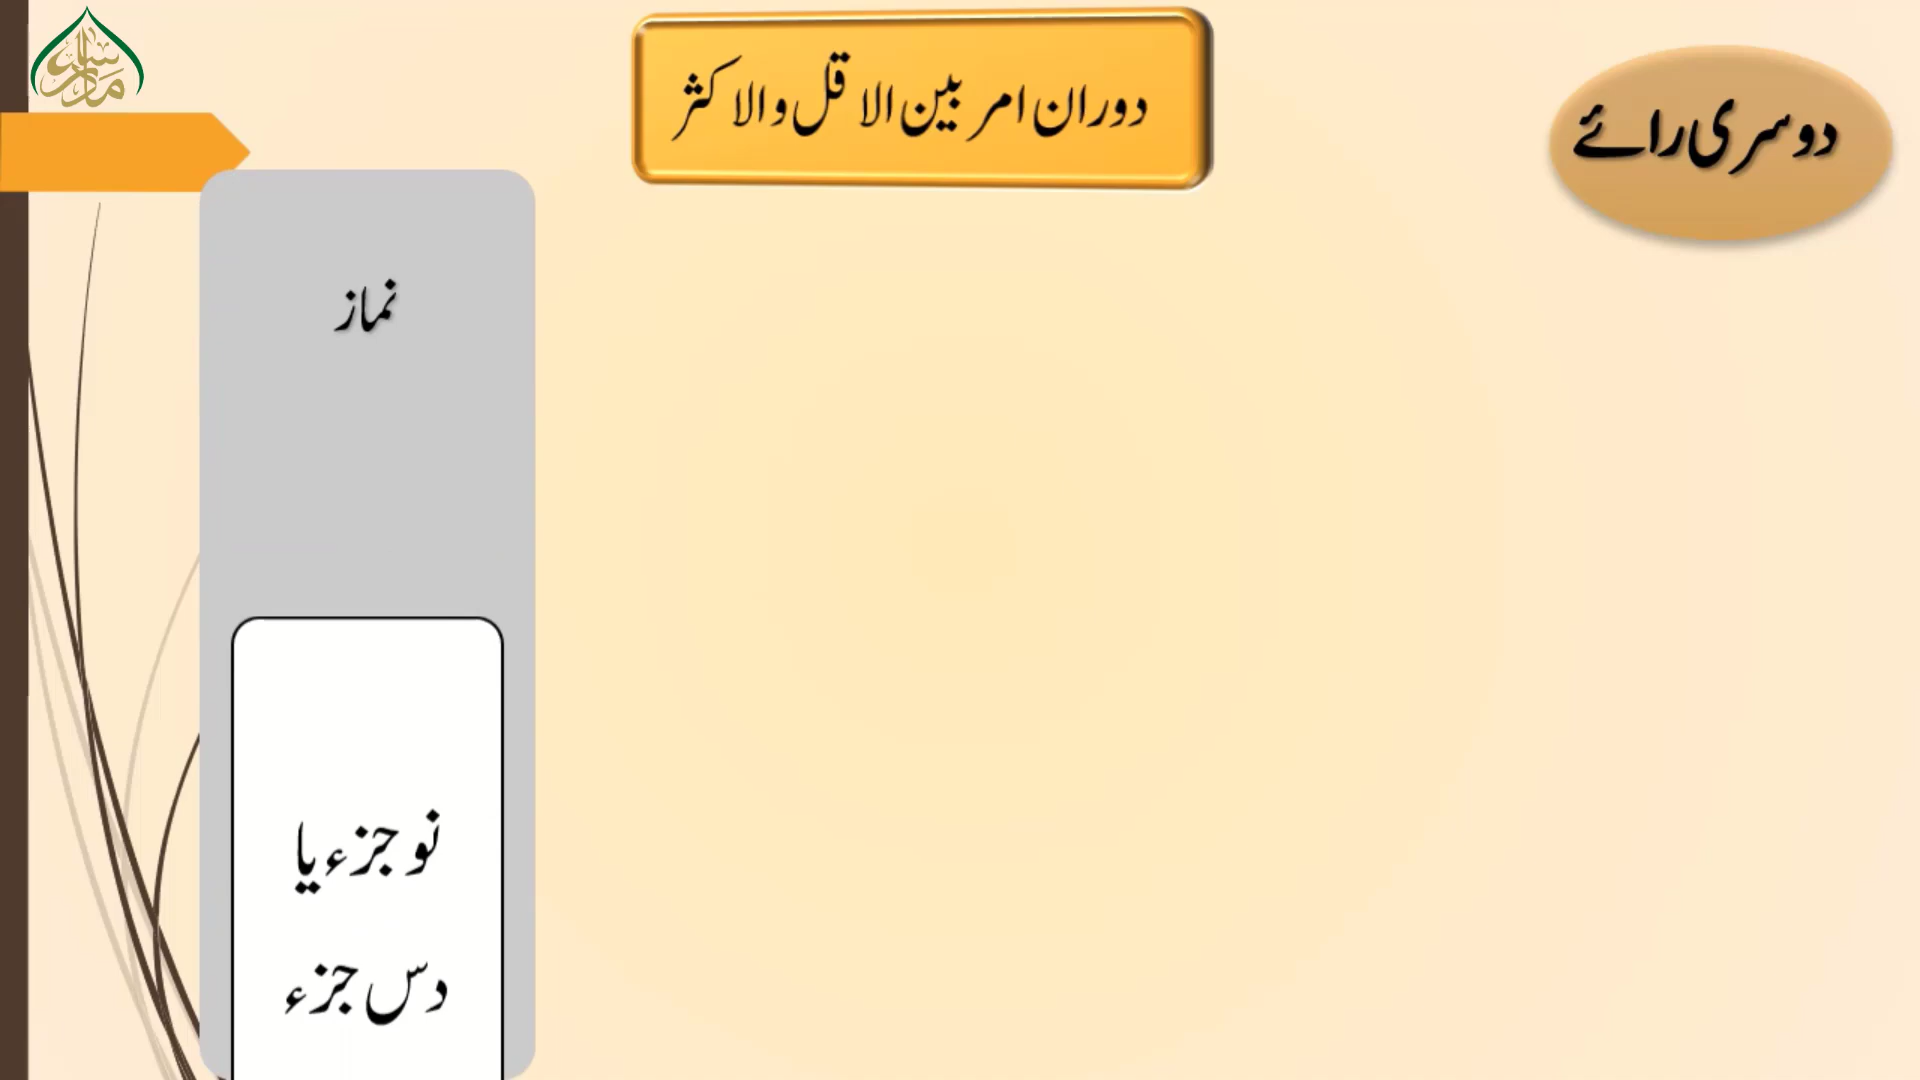 دوران امر بین الاقل والاکثر
دوسری رائے
نماز
نو جزء یا
دس جزء